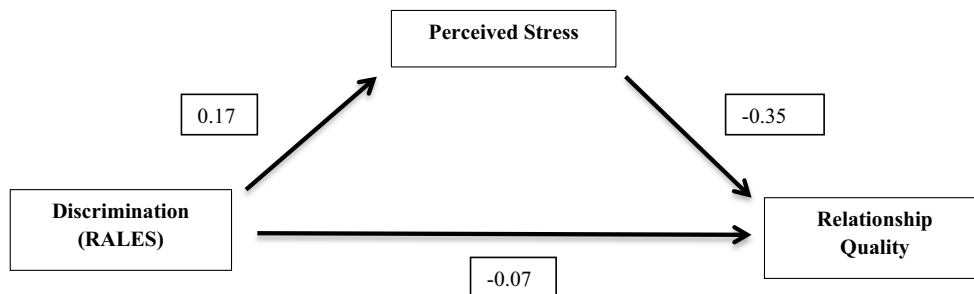 Perceived Stress
0.17
-0.35
Discrimination
(RALES)
Relationship
Quality
-0.07